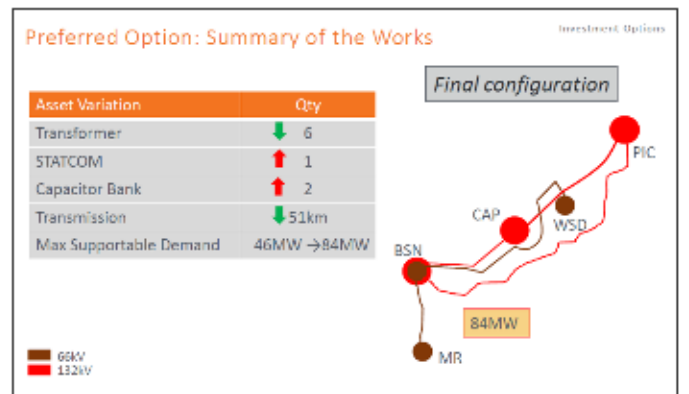 Investment Options
Preferred Option: Summary of the Works
Final configuration
Asset Variation Qty
Transformer 6
STATCOM 1
Capacitor Bank 2
Transmission 51km
Max Supportable Demand 46MW →84MW
PIC
CAP
WSD
BSN
84MW
MR
66kV
132kV